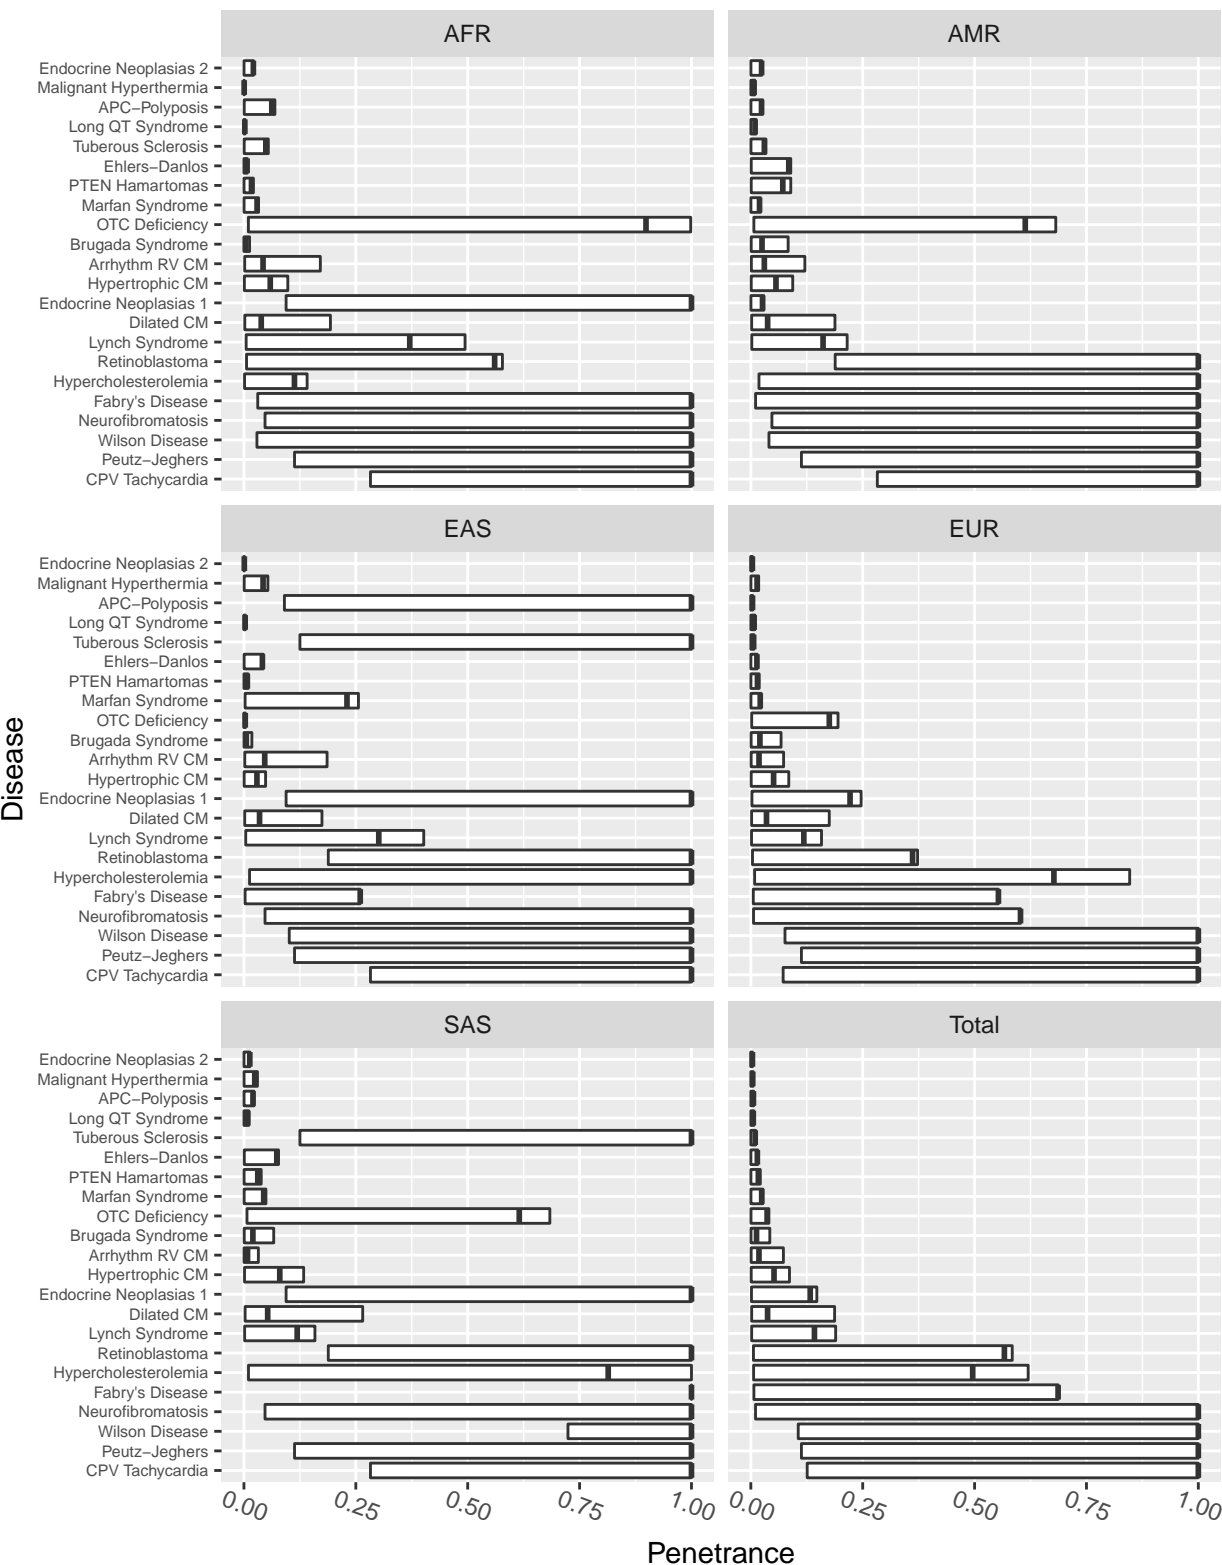 AFR
AMR
Endocrine Neoplasias 2
Malignant Hyperthermia
APC−Polyposis
Long QT Syndrome
Tuberous Sclerosis
Ehlers−Danlos
PTEN Hamartomas
Marfan Syndrome
OTC Deficiency
Brugada Syndrome
Arrhythm RV CM
Hypertrophic CM
Endocrine Neoplasias 1
Dilated CM
Lynch Syndrome
Retinoblastoma
Hypercholesterolemia
Fabry's Disease
Neurofibromatosis
Wilson Disease
Peutz−Jeghers
CPV Tachycardia
EAS
EUR
Endocrine Neoplasias 2
Malignant Hyperthermia
APC−Polyposis
Long QT Syndrome
Tuberous Sclerosis
Ehlers−Danlos
PTEN Hamartomas
Marfan Syndrome
OTC Deficiency
Brugada Syndrome
Arrhythm RV CM
Hypertrophic CM
Endocrine Neoplasias 1
Dilated CM
Lynch Syndrome
Retinoblastoma
Hypercholesterolemia
Fabry's Disease
Neurofibromatosis
Wilson Disease
Peutz−Jeghers
CPV Tachycardia
Disease
SAS
Total
Endocrine Neoplasias 2
Malignant Hyperthermia
APC−Polyposis
Long QT Syndrome
Tuberous Sclerosis
Ehlers−Danlos
PTEN Hamartomas
Marfan Syndrome
OTC Deficiency
Brugada Syndrome
Arrhythm RV CM
Hypertrophic CM
Endocrine Neoplasias 1
Dilated CM
Lynch Syndrome
Retinoblastoma
Hypercholesterolemia
Fabry's Disease
Neurofibromatosis
Wilson Disease
Peutz−Jeghers
CPV Tachycardia
0.00 0.25 0.50 0.75 1.00
0.00 0.25 0.50 0.75 1.00
Penetrance